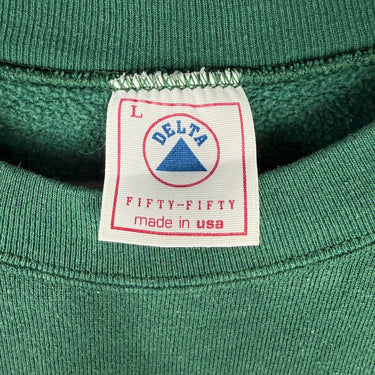 L
DELTA
FIFTY-FIFTY
made in usa